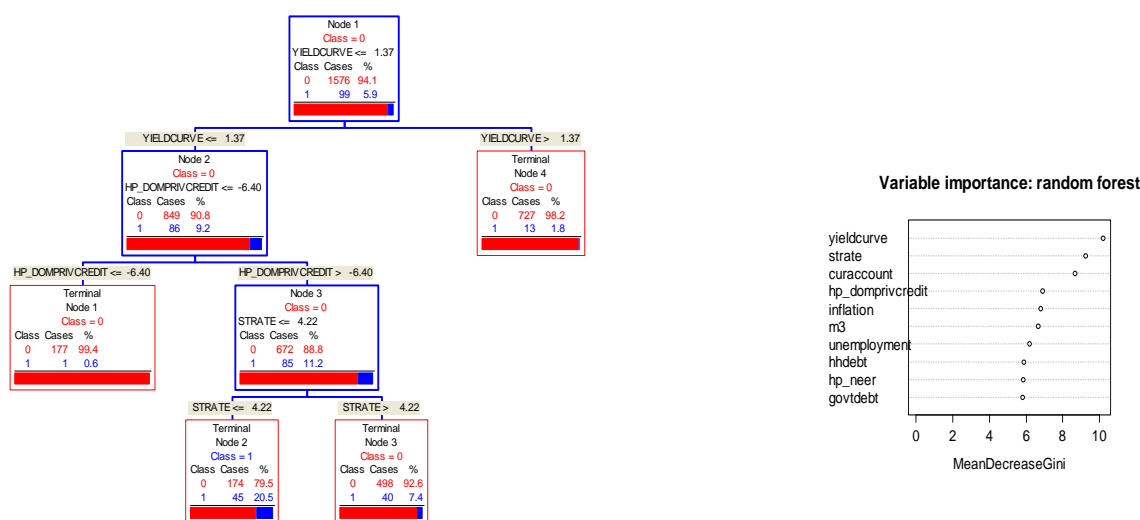 Node 1
Class = 0
YIELDCURVE <= 1.37
Class Cases %
0 1576 94.1
1 99 5.9
YIELDCURVE <= 1.37
YIELDCURVE > 1.37
Node 2
Class = 0
HP_DOMPRIVCREDIT <= -6.40
Class Cases %
0 849 90.8
1 86 9.2
Terminal
Node 4
Class = 0
Class Cases %
0 727 98.2
1 13 1.8
HP_DOMPRIVCREDIT <= -6.40
HP_DOMPRIVCREDIT > -6.40
Terminal
Node 1
Class = 0
Class Cases %
0 177 99.4
1 1 0.6
Node 3
Class = 0
STRATE <= 4.22
Class Cases %
0 672 88.8
1 85 11.2
STRATE <= 4.22
STRATE > 4.22
Terminal
Node 2
Class = 1
Class Cases %
0 174 79.5
1 45 20.5
Terminal
Node 3
Class = 0
Class Cases %
0 498 92.6
1 40 7.4
Variable importance: random forest
yieldcurve
strate
curaccount
hp_domprivcredit
inflation
m3
unemployment
hhdebt
hp_neer
govtdebt
0 2 4 6 8 10
MeanDecreaseGini